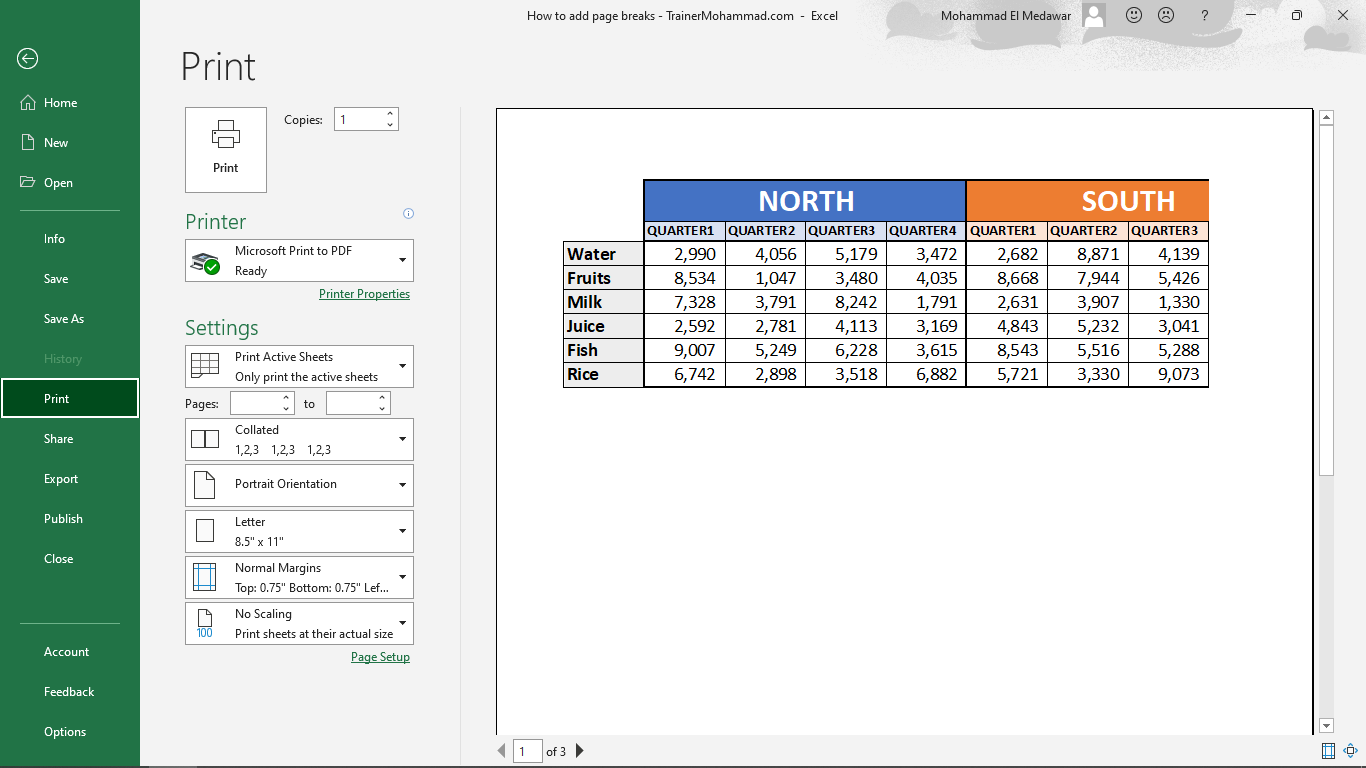 How to add page breaks - TrainerMohammad.com - Excel
Mohammad El Medawar
?
Home
New
Open
Info
Save
Save As
History
Print
Share
Export
Publish
Close
Account
Feedback
Options
Print
Print
Copies: 1
Printer
Microsoft Print to PDF
Ready
Printer Properties
Settings
Print Active Sheets
Only print the active sheets
Pages: to
Collated
1,2,3 1,2,3 1,2,3
Portrait Orientation
Letter
8.5" x 11"
Normal Margins
Top: 0.75" Bottom: 0.75" Lef...
100
No Scaling
Print sheets at their actual size
Page Setup
NORTH SOUTH
QUARTER1 QUARTER2 QUARTER3 QUARTER4 QUARTER1 QUARTER2 QUARTER3
Water 2,990 4,056 5,179 3,472 2,682 8,871 4,139
Fruits 8,534 1,047 3,480 4,035 8,668 7,944 5,426
Milk 7,328 3,791 8,242 1,791 2,631 3,907 1,330
Juice 2,592 2,781 4,113 3,169 4,843 5,232 3,041
Fish 9,007 5,249 6,228 3,615 8,543 5,516 5,288
Rice 6,742 2,898 3,518 6,882 5,721 3,330 9,073
1 of 3